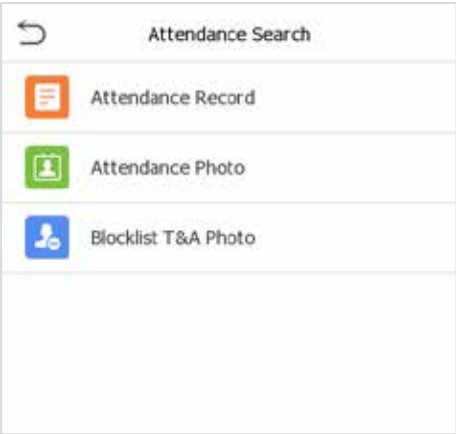 Attendance Search
Attendance Record
Attendance Photo
Blocklist T&A Photo